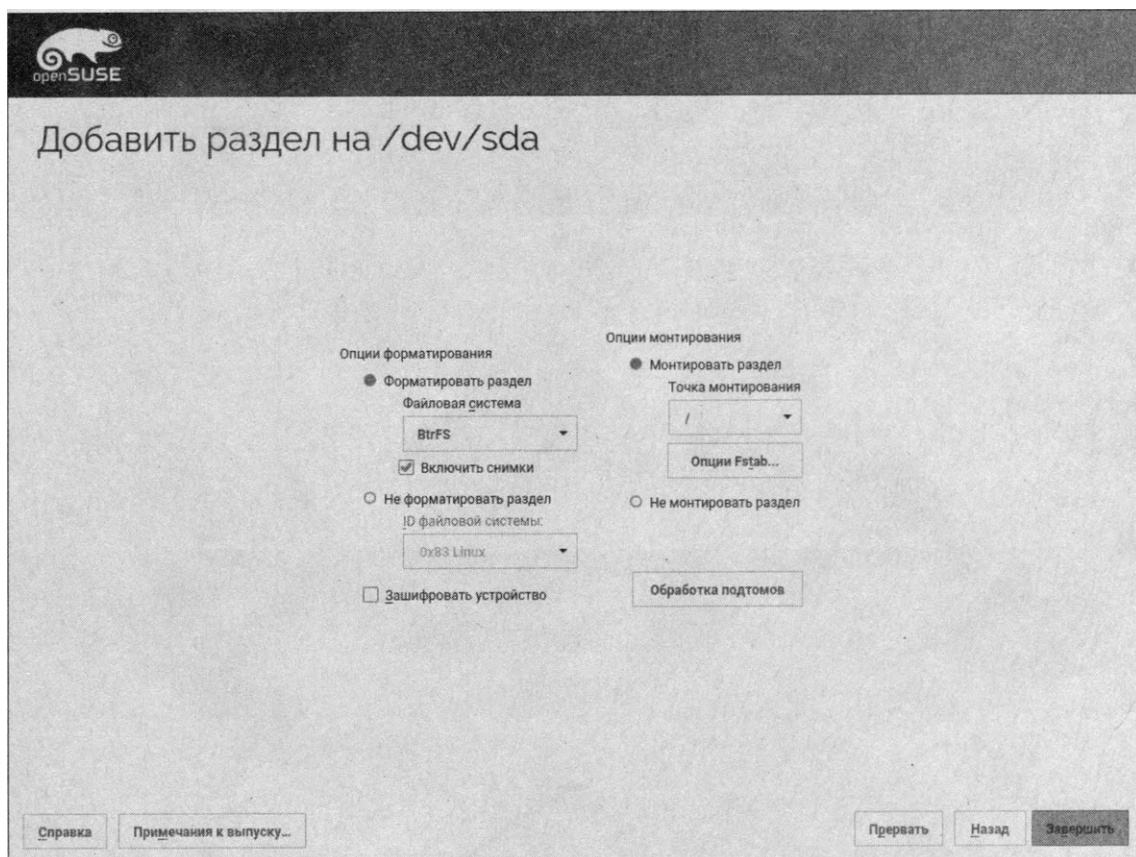 openSUSE
Добавить раздел на /dev/sda
Опции форматирования
Форматировать раздел
Файловая система
BtrFS
Включить снимки
Не форматировать раздел
ID файловой системы:
0x83 Linux
Зашифровать устройство
Опции монтирования
Монтировать раздел
Точка монтирования
/
Опции Fstab...
Не монтировать раздел
Обработка подтомов
Справка
Примечания к выпуску...
Прервать
Назад
Завершить